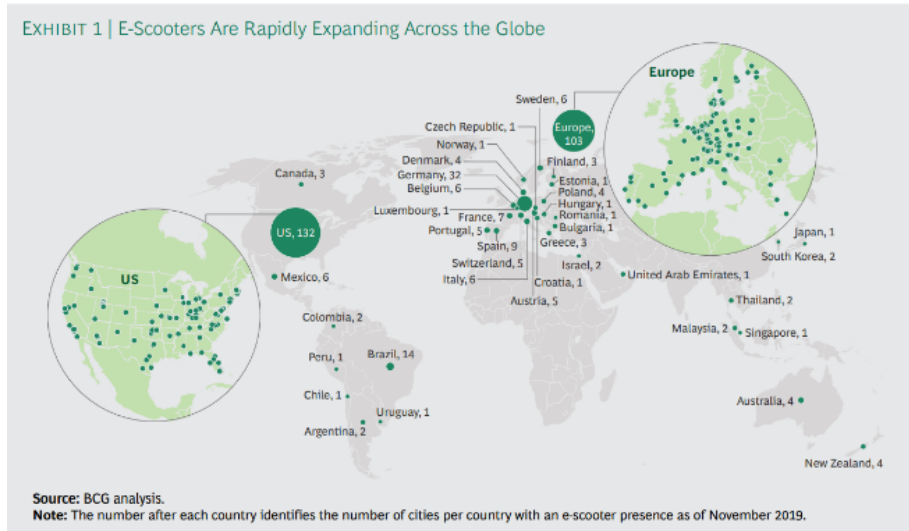 EXHIBIT 1 | E-Scooters Are Rapidly Expanding Across the Globe
Europe
Sweden, 6
Czech Republic, 1
Europe,
103
Norway, 1
Denmark, 4
Finland, 3
Canada, 3
Germany, 32
Estonia, 1
Belgium, 6
Poland, 4
Hungary, 1
Luxembourg, 1
France, 7
Romania, 1
Portugal, 5
Bulgaria, 1
US, 132
Spain, 9
Greece, 3
Japan, 1
South Korea, 2
Switzerland, 5
Israel, 2
US
Mexico, 6
Italy, 6
Croatia, 1
United Arab Emirates, 1
Austria, 5
Thailand, 2
Colombia, 2
Malaysia, 2
Singapore, 1
Peru, 1
Brazil, 14
Chile, 1
Uruguay, 1
Australia, 4
Argentina, 2
New Zealand, 4
Source: BCG analysis.
Note: The number after each country identifies the number of cities per country with an e-scooter presence as of November 2019.